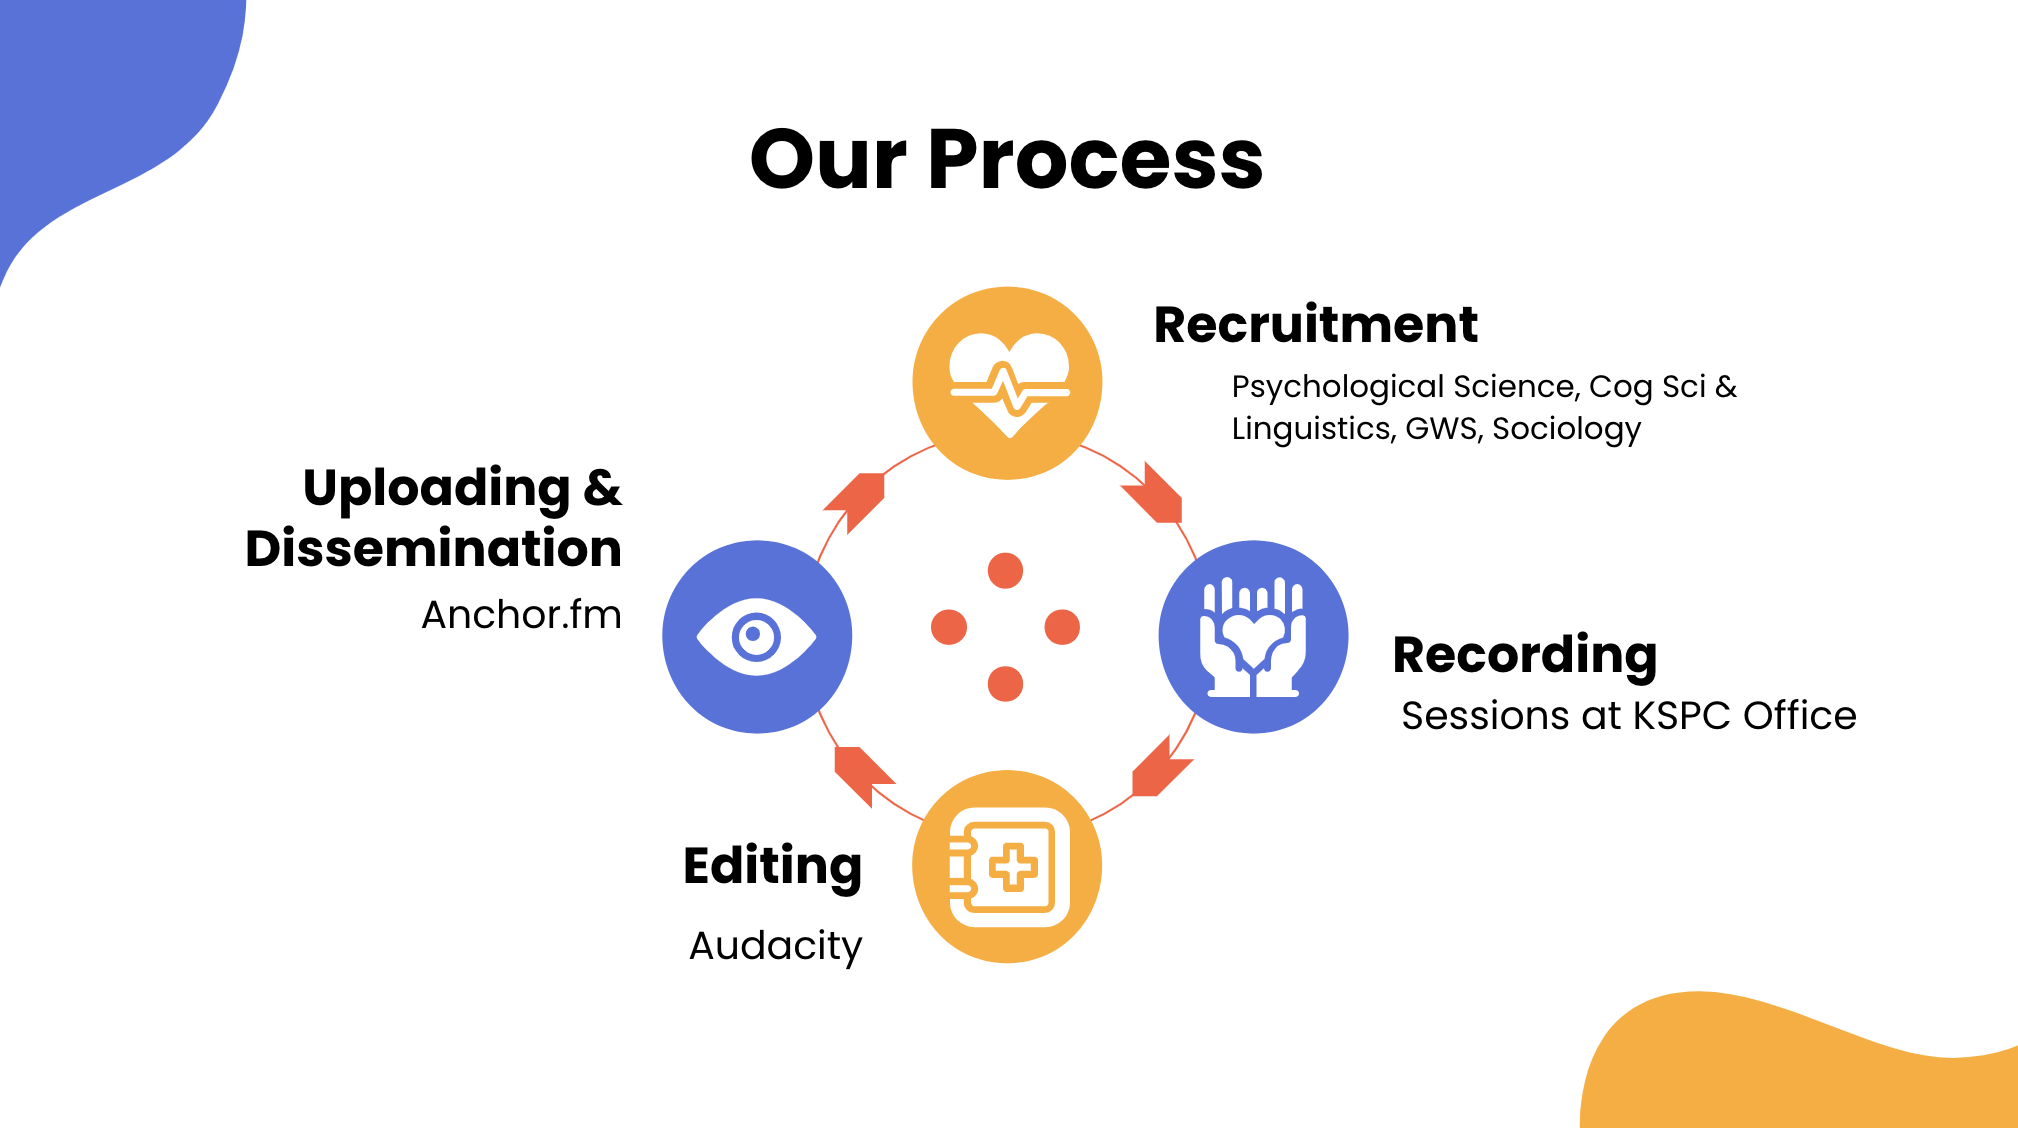 Our Process
Recruitment
Psychological Science, Cog Sci &
Linguistics, GWS, Sociology
Uploading &
Dissemination
Anchor.fm
Recording
Sessions at KSPC Office
Editing
Audacity